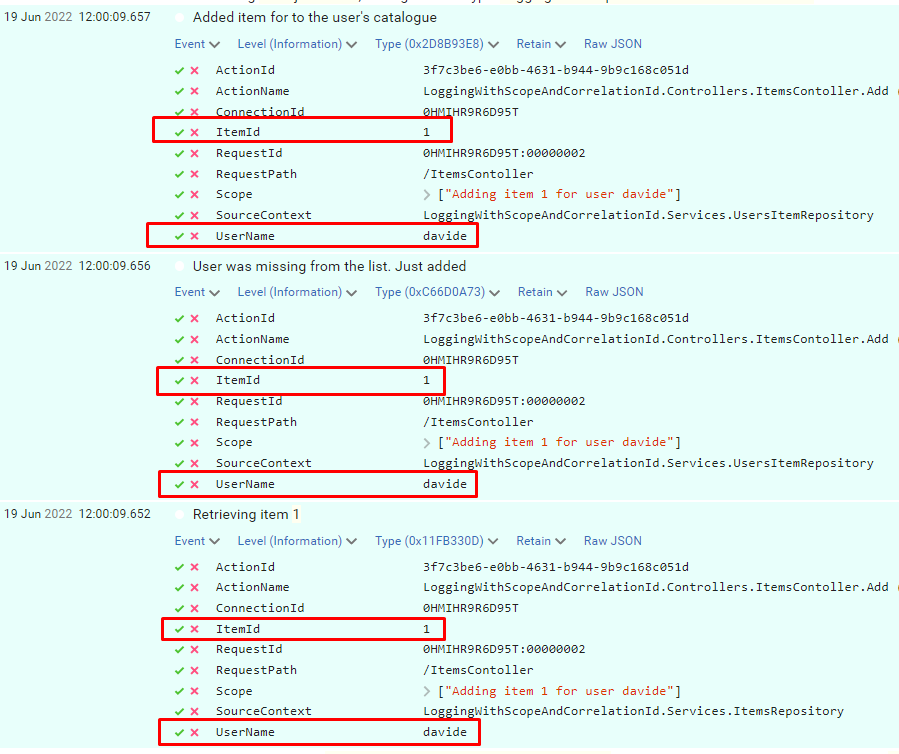 19 Jun 2022 12:00:09.657 Added item for to the user's catalogue
Event Level (Information) Type (0x2D8B93E8) Retain Raw JSON
ActionId 3f7c3be6-e0bb-4631-b944-9b9c168c051d
ActionName LoggingWithScopeAndCorrelationId.Controllers.ItemsContoller.Add (
ConnectionId 0HMIHR9R6D95T
ItemId 1
RequestId 0HMIHR9R6D95T:00000002
RequestPath /ItemsContoller
Scope ["Adding item 1 for user davide"]
SourceContext LoggingWithScopeAndCorrelationId.Services.UsersItemRepository
UserName davide
19 Jun 2022 12:00:09.656 User was missing from the list. Just added
Event Level (Information) Type (0xC66D0A73) Retain Raw JSON
ActionId 3f7c3be6-e0bb-4631-b944-9b9c168c051d
ActionName LoggingWithScopeAndCorrelationId.Controllers.ItemsContoller.Add (
ConnectionId 0HMIHR9R6D95T
ItemId 1
RequestId 0HMIHR9R6D95T:00000002
RequestPath /ItemsContoller
Scope ["Adding item 1 for user davide"]
SourceContext LoggingWithScopeAndCorrelationId.Services.UsersItemRepository
UserName davide
19 Jun 2022 12:00:09.652 Retrieving item 1
Event Level (Information) Type (0x11FB330D) Retain Raw JSON
ActionId 3f7c3be6-e0bb-4631-b944-9b9c168c051d
ActionName LoggingWithScopeAndCorrelationId.Controllers.ItemsContoller.Add (
ConnectionId 0HMIHR9R6D95T
ItemId 1
RequestId 0HMIHR9R6D95T:00000002
RequestPath /ItemsContoller
Scope ["Adding item 1 for user davide"]
SourceContext LoggingWithScopeAndCorrelationId.Services.ItemsRepository
UserName davide